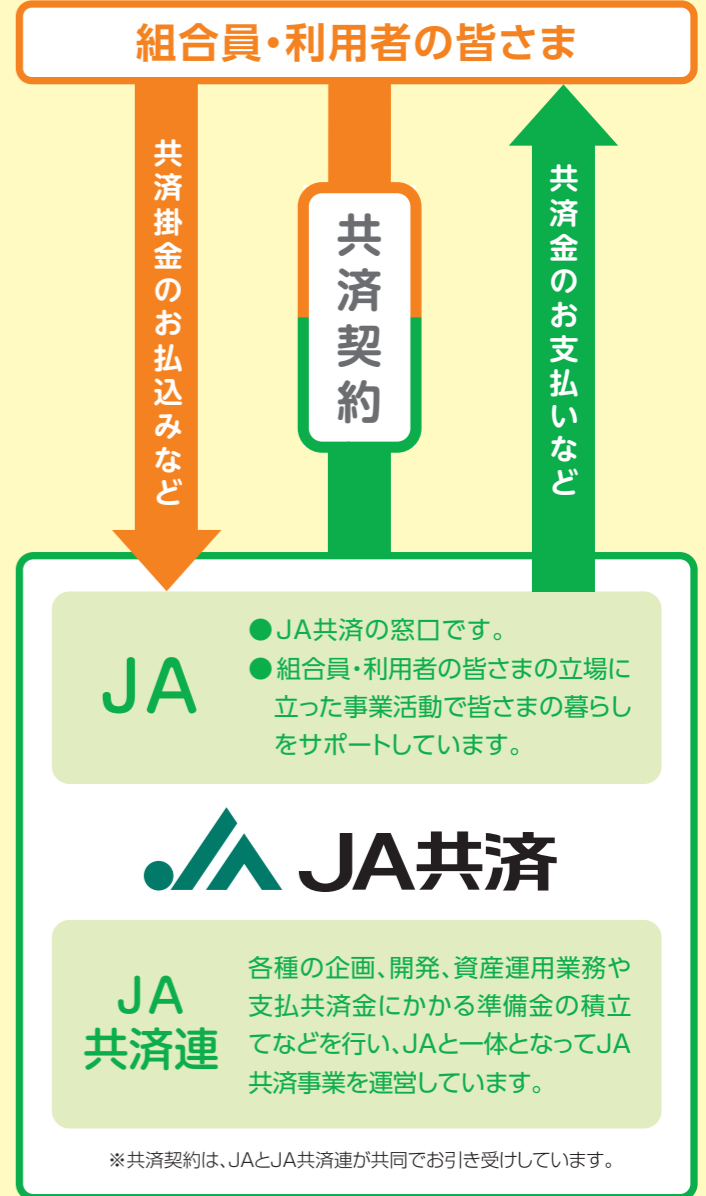 組合員・利用者の皆さま
共済掛金のお払込みなど
共済契約
共済金のお支払いなど
JA
●JA共済の窓口です。
●組合員・利用者の皆さまの立場に
立った事業活動で皆さまの暮らし
をサポートしています。
JA共済
JA
共済連
各種の企画、開発、資産運用業務や
支払共済金にかかる準備金の積立
てなどを行い、JAと一体となってJA
共済事業を運営しています。
※共済契約は、JAとJA共済連が共同でお引き受けしています。